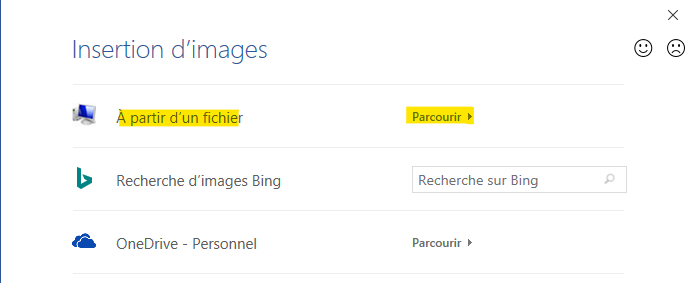 Insertion d’images
À partir d’un fichier Parcourir
Recherche d’images Bing Recherche sur Bing
OneDrive - Personnel Parcourir